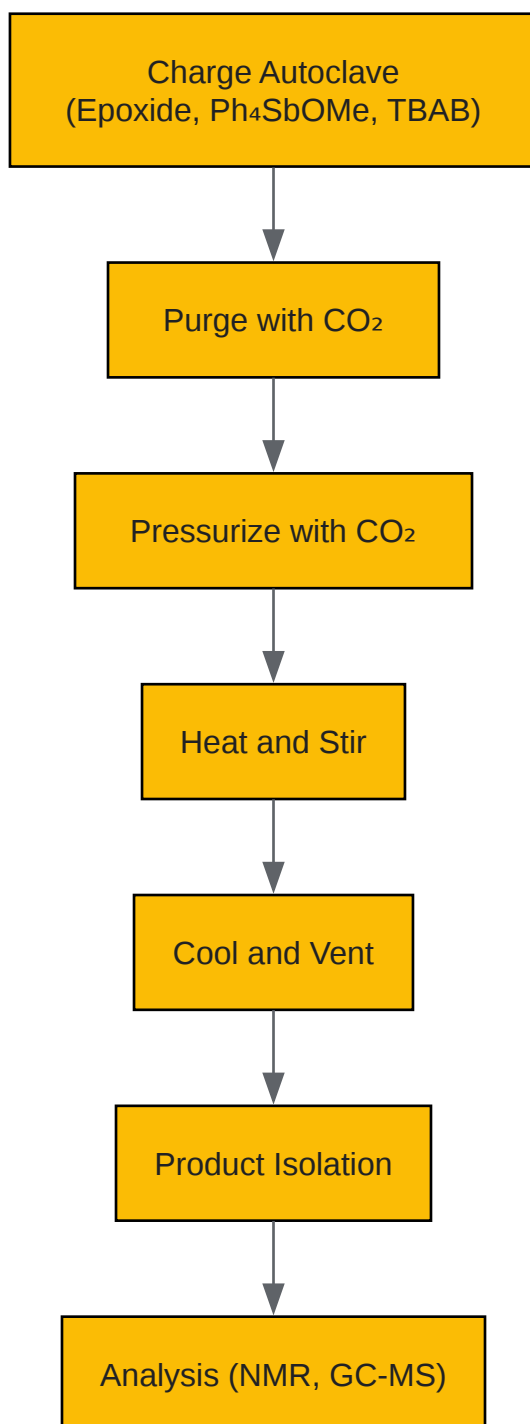 Charge Autoclave
(Epoxide, Ph₄SbOMe, TBAB)
Purge with CO₂
Pressurize with CO₂
Heat and Stir
Cool and Vent
Product Isolation
Analysis (NMR, GC-MS)